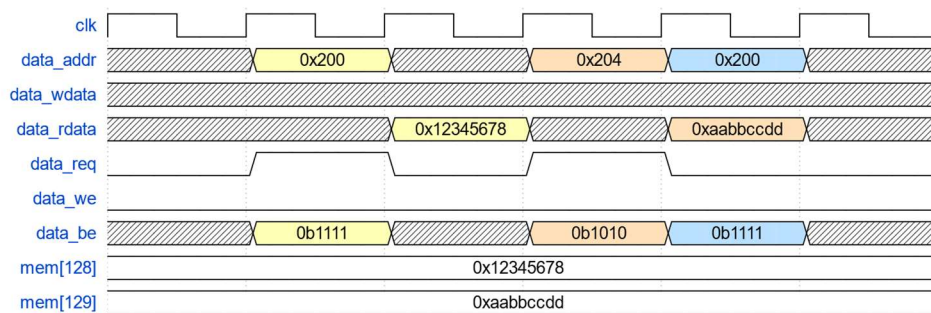 clk
data_addr 0x200 0x204 0x200
data_wdata
data_rdata 0x12345678 0xaabbccdd
data_req
data_we
data_be 0b1111 0b1010 0b1111
mem[128] 0x12345678
mem[129] 0xaabbccdd